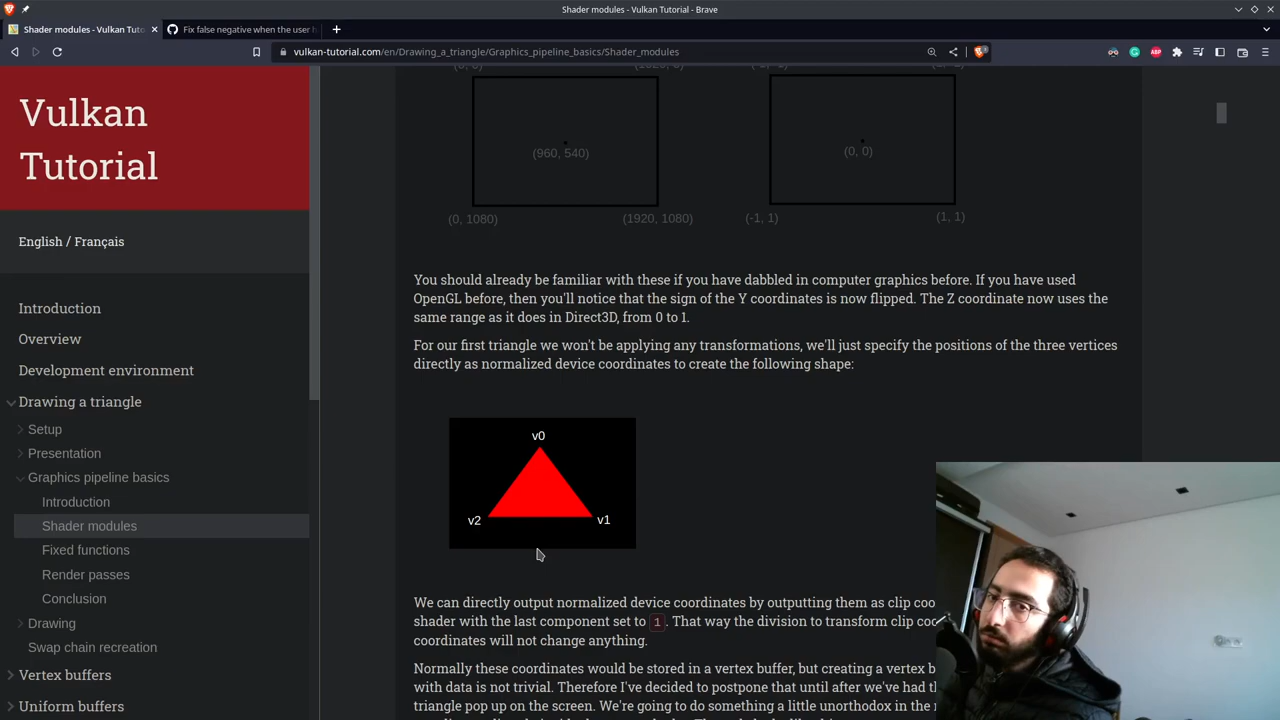 Shader modules - Vulkan Tutorial - Brave
Shader modules - Vulkan Tuto
Fix false negative when the user h
vulkan-tutorial.com/en/Drawing_a_triangle/Graphics_pipeline_basics/Shader_modules
Vulkan
Tutorial
English / Français
Introduction
Overview
Development environment
Drawing a triangle
Setup
Presentation
Graphics pipeline basics
Introduction
Shader modules
Fixed functions
Render passes
Conclusion
Drawing
Swap chain recreation
Vertex buffers
Uniform buffers
(960, 540)
(0, 0)
(0, 1080)
(1920, 1080)
(-1, 1)
(1, 1)
You should already be familiar with these if you have dabbled in computer graphics before. If you have used
OpenGL before, then you'll notice that the sign of the Y coordinates is now flipped. The Z coordinate now uses the
same range as it does in Direct3D, from 0 to 1.
For our first triangle we won't be applying any transformations, we'll just specify the positions of the three vertices
directly as normalized device coordinates to create the following shape:
v0
v2
v1
We can directly output normalized device coordinates by outputting them as clip coo
shader with the last component set to 1. That way the division to transform clip coo
coordinates will not change anything.
Normally these coordinates would be stored in a vertex buffer, but creating a vertex b
with data is not trivial. Therefore I've decided to postpone that until after we've had t
triangle pop up on the screen. We're going to do something a little unorthodox in the m